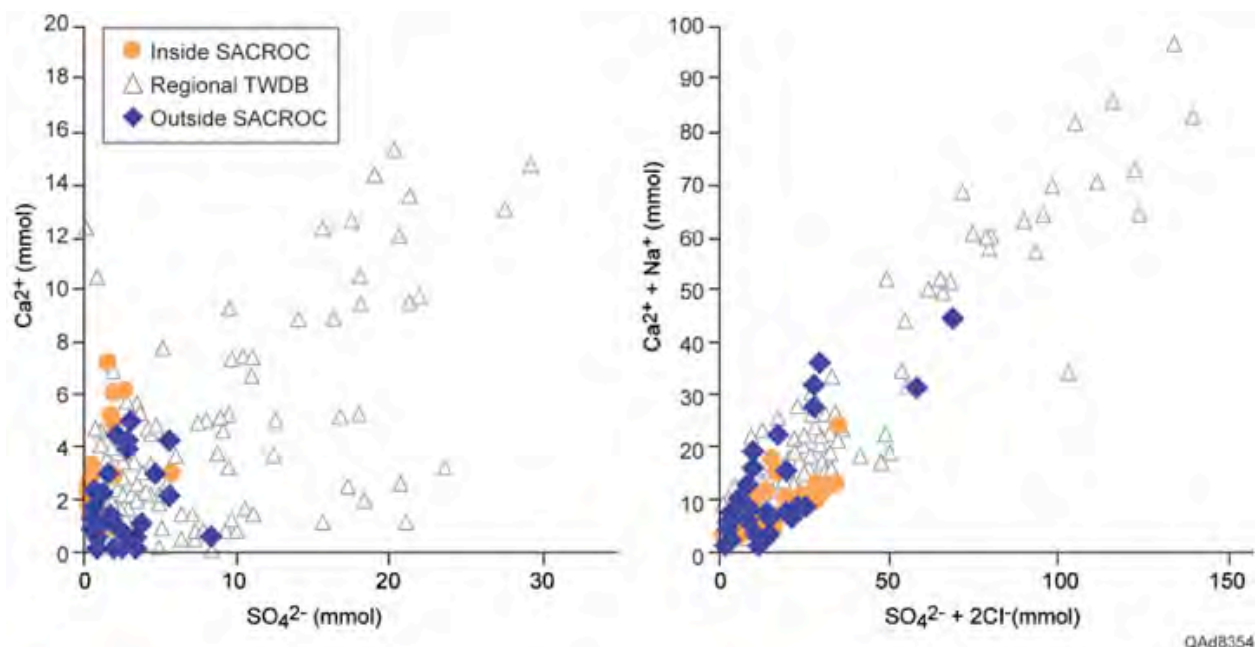 20
18
16
14
12
10
8
6
4
2
0
Ca2+ (mmol)
Inside SACROC
Regional TWDB
Outside SACROC
0 10 20 30
SO42- (mmol)
100
90
80
70
60
50
40
30
20
10
0
Ca2+ + Na+ (mmol)
0 50 100 150
SO42- + 2Cl-(mmol)
QAd8354